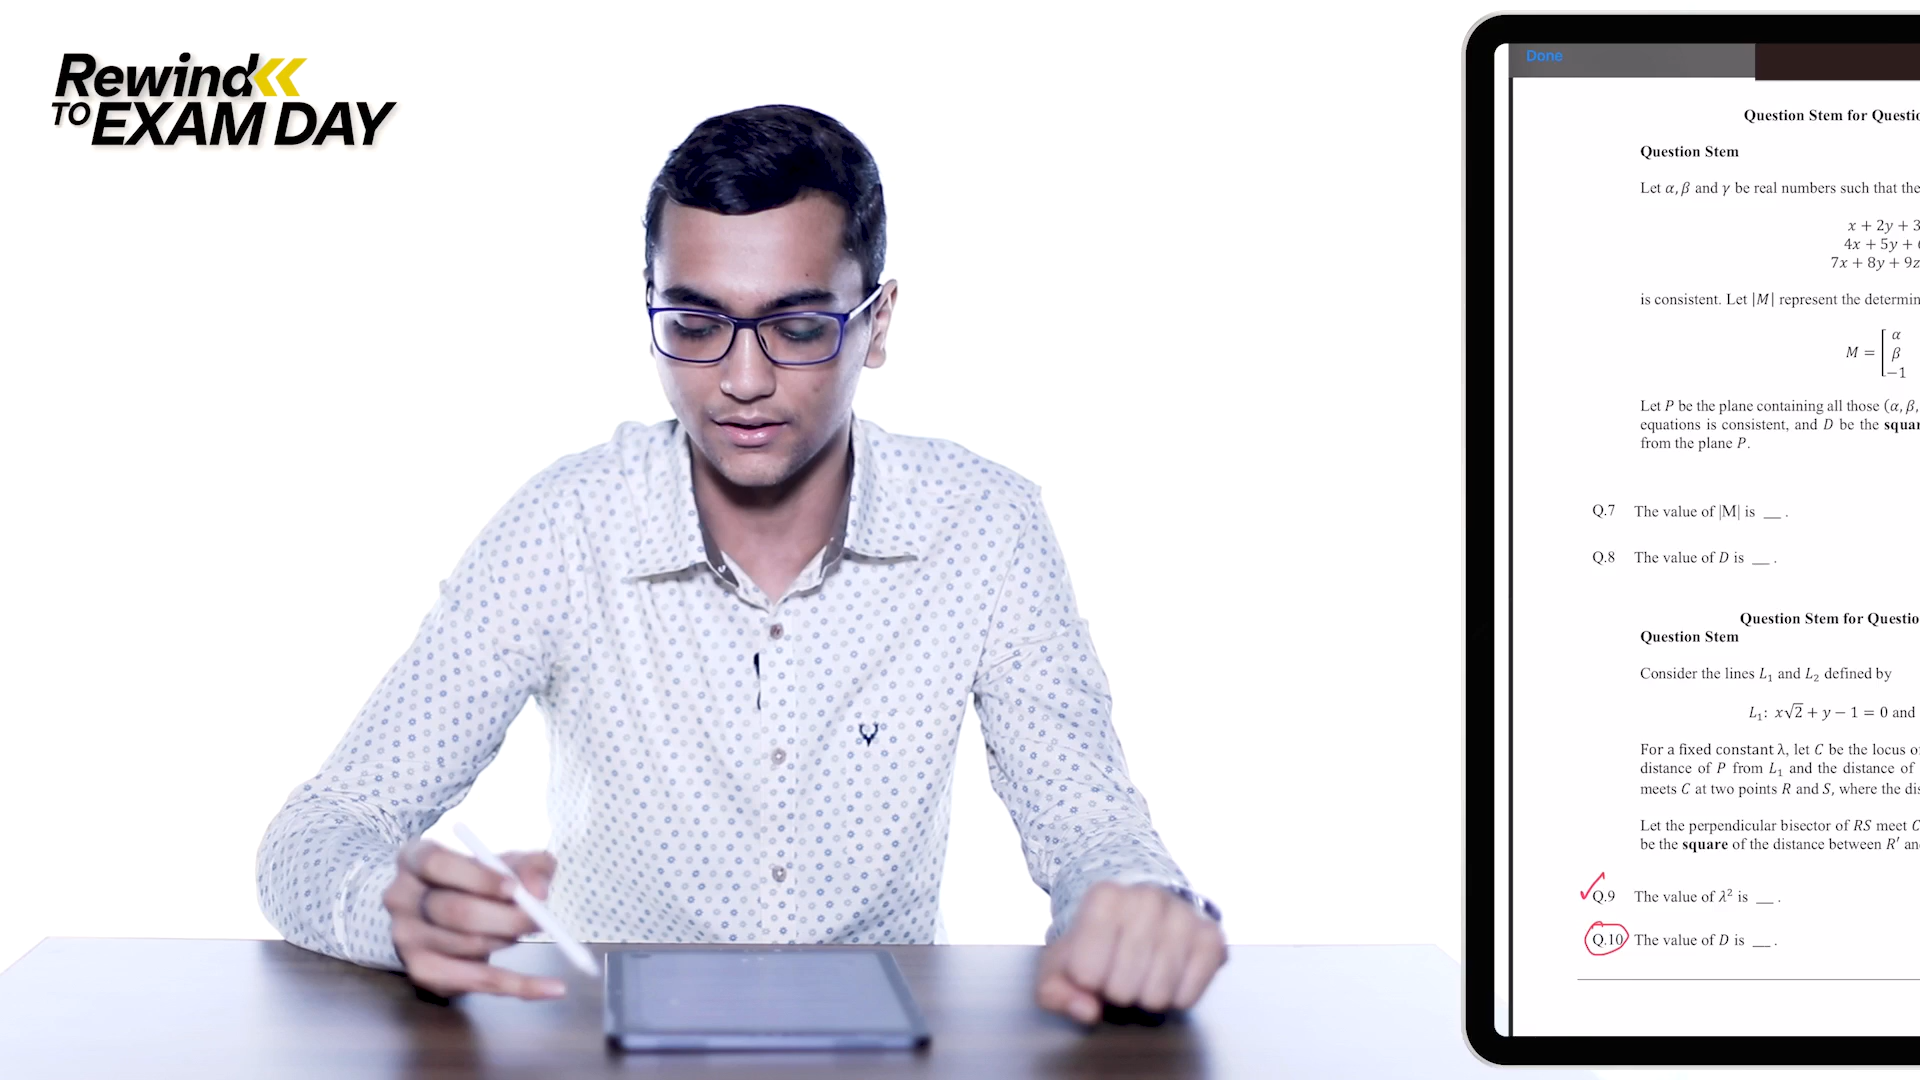 Rewind
TO EXAM DAY
Done
Question Stem for Questio
Question Stem
Let α, β and γ be real numbers such that the
x + 2y + 3
4x + 5y + 6
7x + 8y + 9z
is consistent. Let |M| represent the determin
M = [α
β
−1
Let P be the plane containing all those (α, β,
equations is consistent, and D be the squar
from the plane P.
Q.7 The value of |M| is __ .
Q.8 The value of D is __ .
Question Stem for Questio
Question Stem
Consider the lines L₁ and L₂ defined by
L₁: x√2 + y − 1 = 0 and
For a fixed constant λ, let C be the locus o
distance of P from L₁ and the distance of
meets C at two points R and S, where the dis
Let the perpendicular bisector of RS meet C
be the square of the distance between R′ an
Q.9 The value of λ² is __ .
Q.10 The value of D is __ .